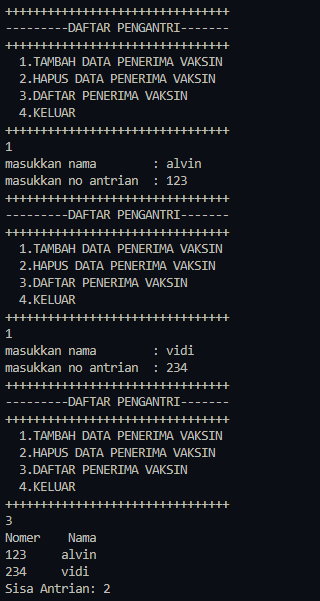 ++++++++++++++++++++++++++++++++
---------DAFTAR PENGANTRI-------
++++++++++++++++++++++++++++++++
  1.TAMBAH DATA PENERIMA VAKSIN
  2.HAPUS DATA PENERIMA VAKSIN
  3.DAFTAR PENERIMA VAKSIN
  4.KELUAR
++++++++++++++++++++++++++++++++
1
masukkan nama        : alvin
masukkan no antrian  : 123
++++++++++++++++++++++++++++++++
---------DAFTAR PENGANTRI-------
++++++++++++++++++++++++++++++++
  1.TAMBAH DATA PENERIMA VAKSIN
  2.HAPUS DATA PENERIMA VAKSIN
  3.DAFTAR PENERIMA VAKSIN
  4.KELUAR
++++++++++++++++++++++++++++++++
1
masukkan nama        : vidi
masukkan no antrian  : 234
++++++++++++++++++++++++++++++++
---------DAFTAR PENGANTRI-------
++++++++++++++++++++++++++++++++
  1.TAMBAH DATA PENERIMA VAKSIN
  2.HAPUS DATA PENERIMA VAKSIN
  3.DAFTAR PENERIMA VAKSIN
  4.KELUAR
++++++++++++++++++++++++++++++++
3
Nomer    Nama
123     alvin
234     vidi
Sisa Antrian: 2